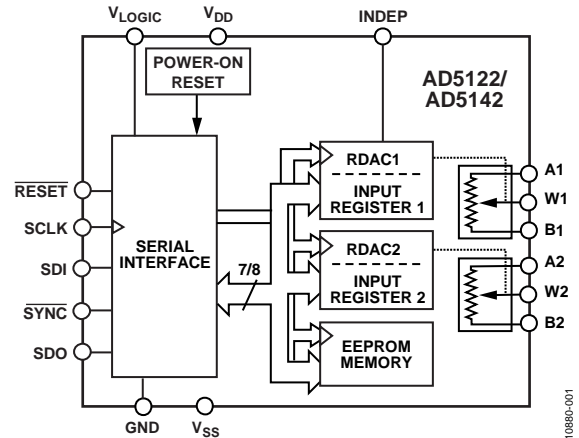 VLOGIC
VDD
INDEP
POWER-ON
RESET
AD5122/
AD5142
RDAC1
INPUT
REGISTER 1
A1
W1
B1
RESET
SCLK
SDI
SYNC
SDO
SERIAL
INTERFACE
7/8
RDAC2
INPUT
REGISTER 2
A2
W2
B2
EEPROM
MEMORY
GND
VSS
10880-001